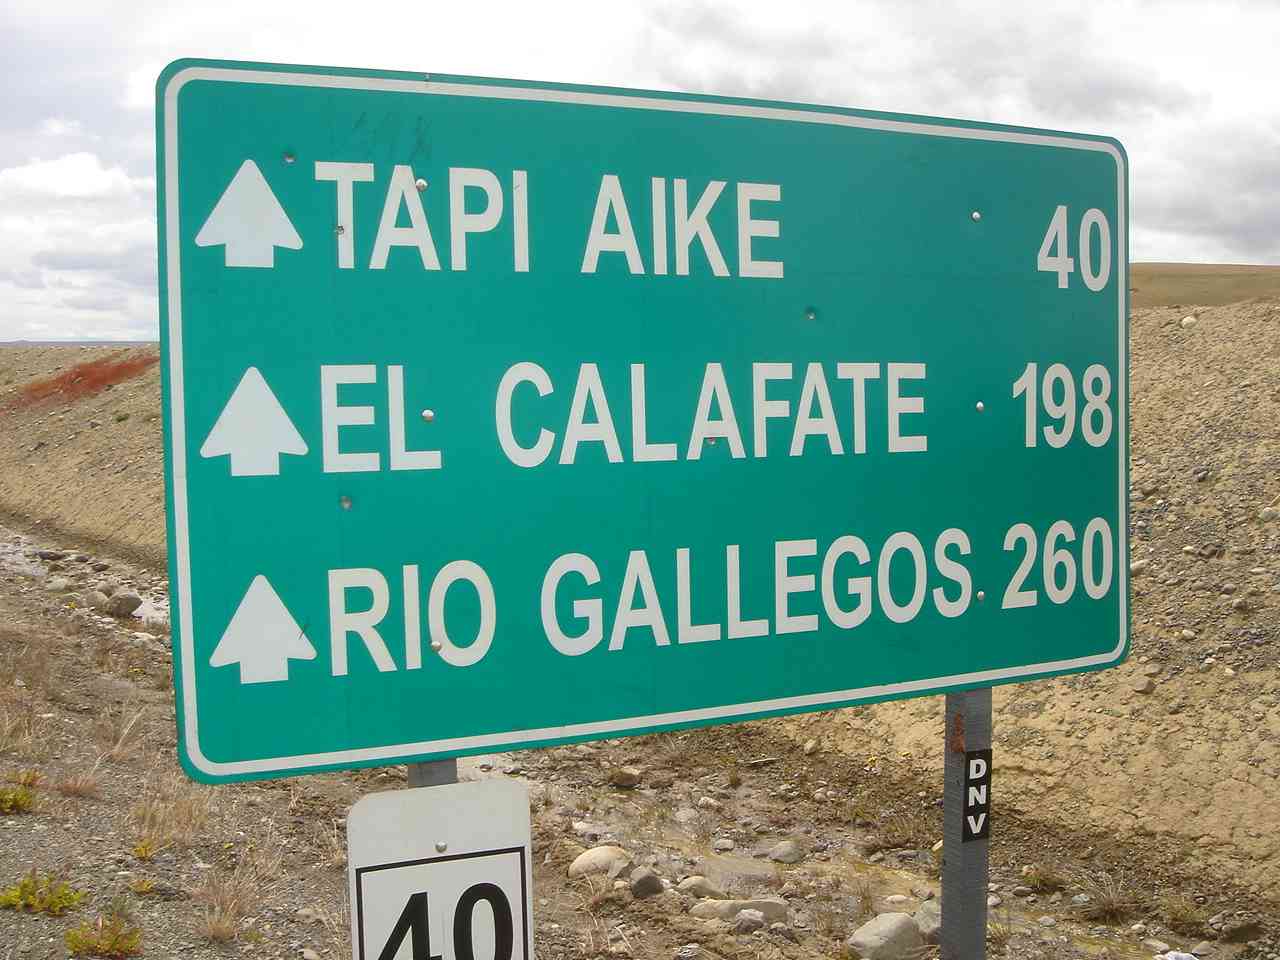 TAPI AIKE 40
EL CALAFATE 198
RIO GALLEGOS 260
DNV
40